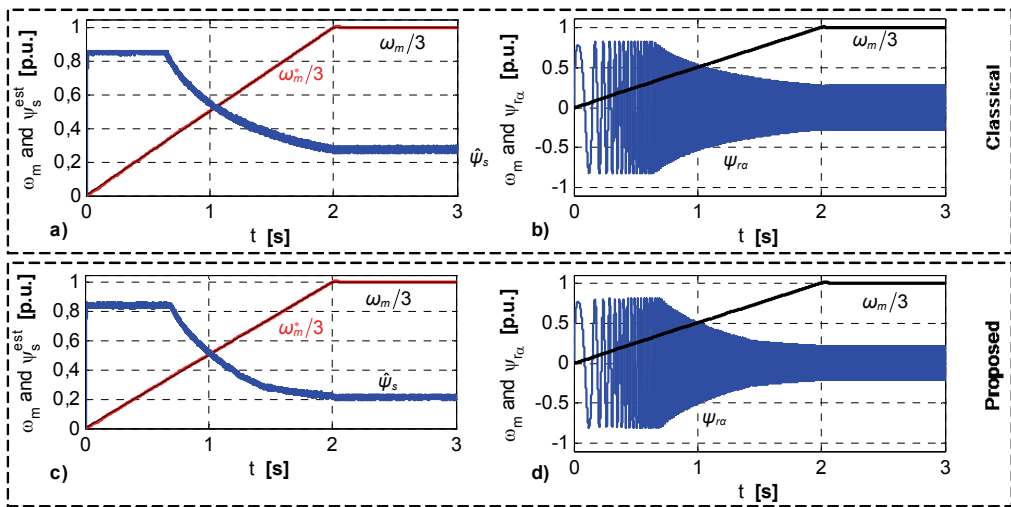 ω_m and ψ_s^est [p.u.]
1
0,8
0,6
0,4
0,2
0
0
1
2
3
ω_m/3
ω_m^*/3
ψ̂_s
a)
t [s]
ω_m and ψ_rα [p.u.]
1
0.5
0
-0.5
-1
0
1
2
3
ω_m/3
ψ_rα
b)
t [s]
Classical
ω_m and ψ_s^est [p.u.]
1
0.8
0.6
0.4
0,2
0
0
1
2
3
ω_m/3
ω_m^*/3
ψ̂_s
c)
t [s]
ω_m and ψ_rα [p.u.]
1
0.5
0
-0.5
-1
0
1
2
3
ω_m/3
ψ_rα
d)
t [s]
Proposed